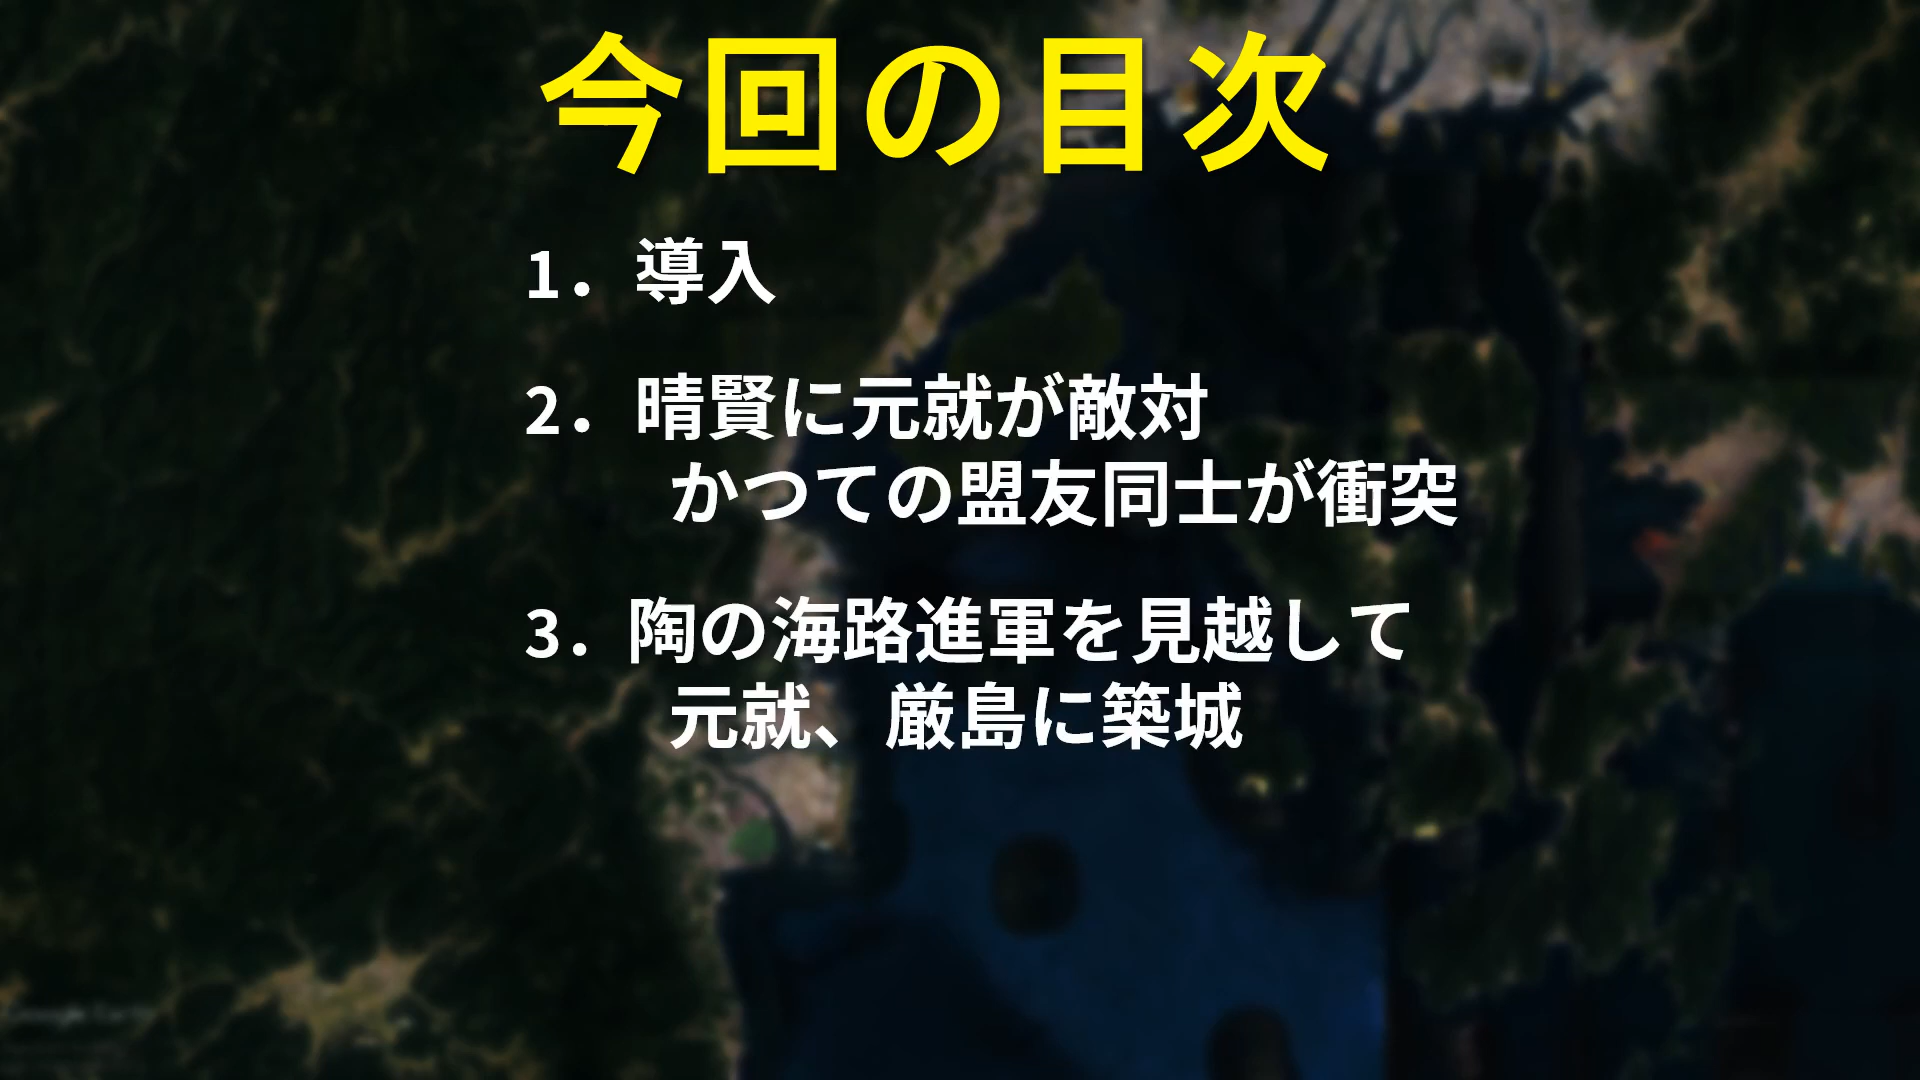 今回の目次
1．導入
2．晴賢に元就が敵対
かつての盟友同士が衝突
3．陶の海路進軍を見越して
元就、厳島に築城